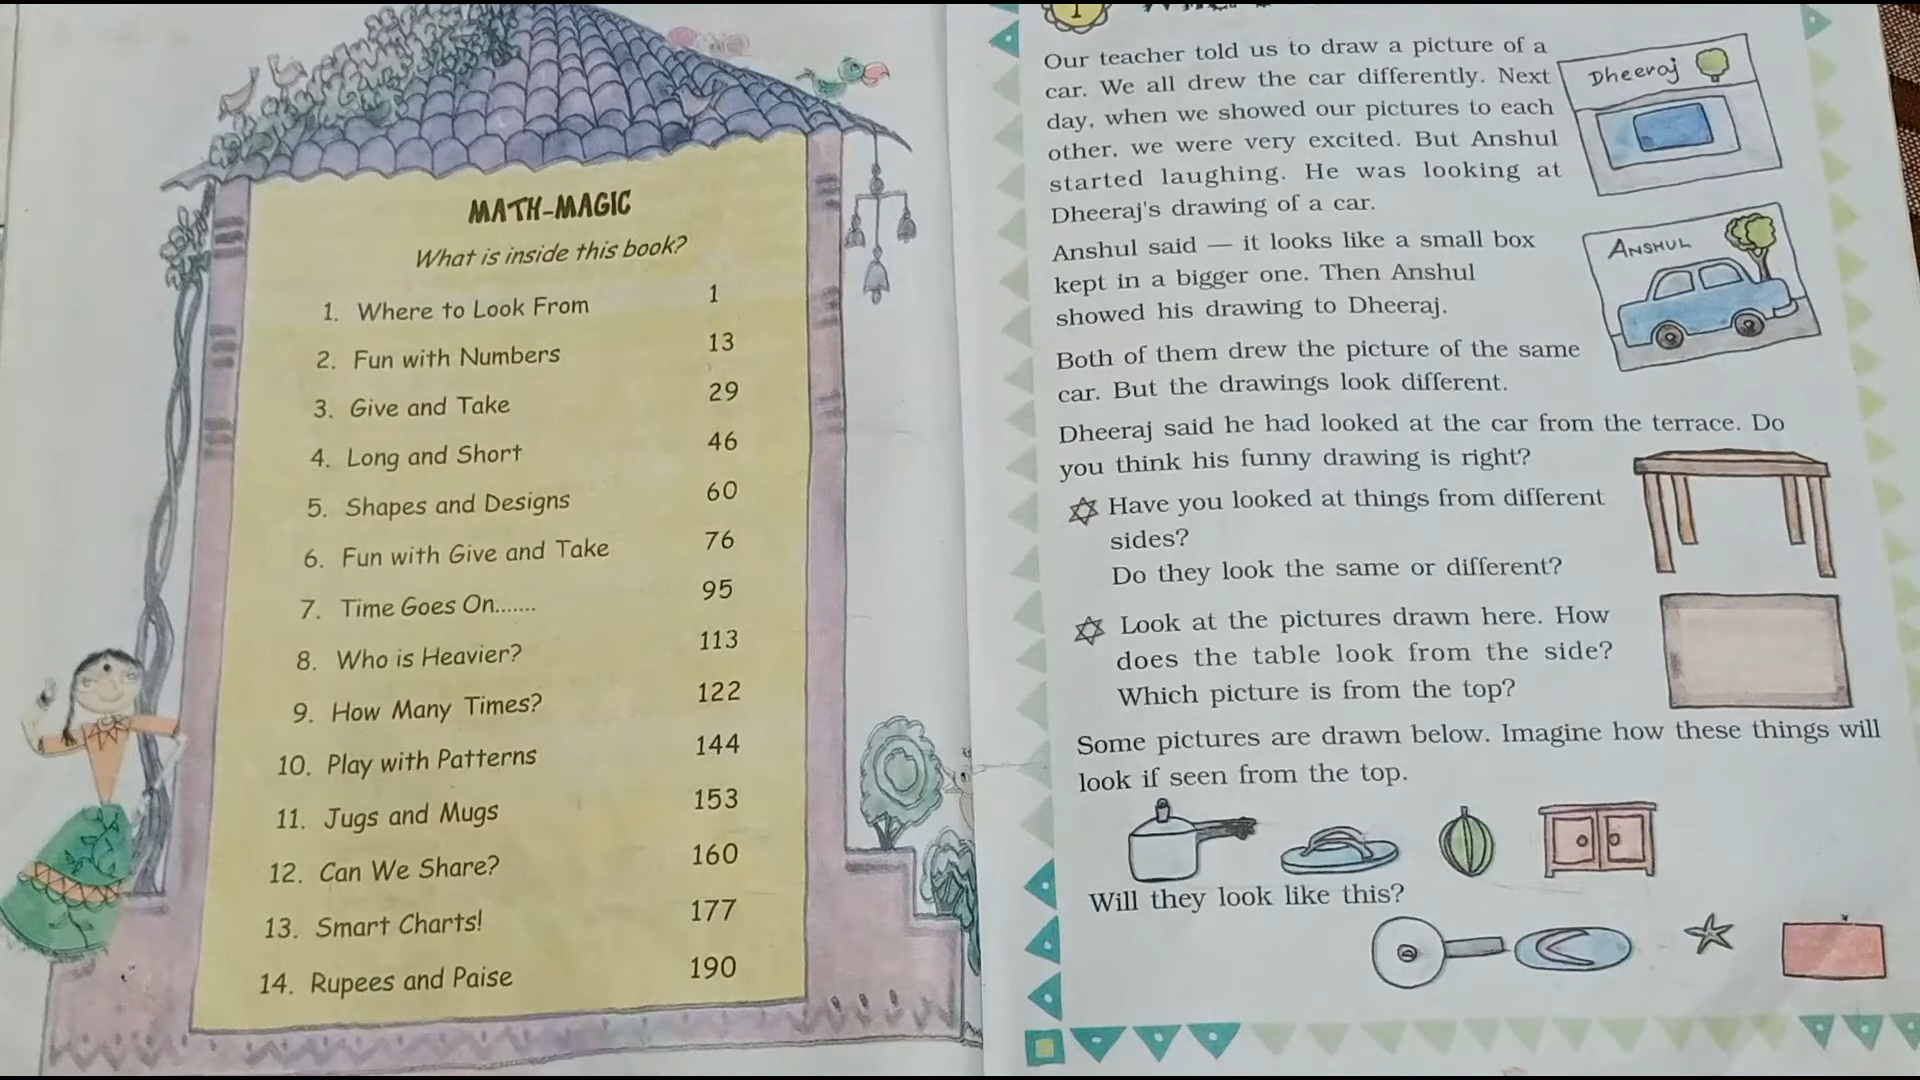 MATH-MAGIC
What is inside this book?
1. Where to Look From 1
2. Fun with Numbers 13
3. Give and Take 29
4. Long and Short 46
5. Shapes and Designs 60
6. Fun with Give and Take 76
7. Time Goes On....... 95
8. Who is Heavier? 113
9. How Many Times? 122
10. Play with Patterns 144
11. Jugs and Mugs 153
12. Can We Share? 160
13. Smart Charts! 177
14. Rupees and Paise 190
1
Our teacher told us to draw a picture of a
car. We all drew the car differently. Next
day, when we showed our pictures to each
other, we were very excited. But Anshul
started laughing. He was looking at
Dheeraj's drawing of a car.
Dheeraj
Anshul said — it looks like a small box
kept in a bigger one. Then Anshul
showed his drawing to Dheeraj.
ANSHUL
Both of them drew the picture of the same
car. But the drawings look different.
Dheeraj said he had looked at the car from the terrace. Do
you think his funny drawing is right?
Have you looked at things from different
sides?
Do they look the same or different?
Look at the pictures drawn here. How
does the table look from the side?
Which picture is from the top?
Some pictures are drawn below. Imagine how these things will
look if seen from the top.
Will they look like this?